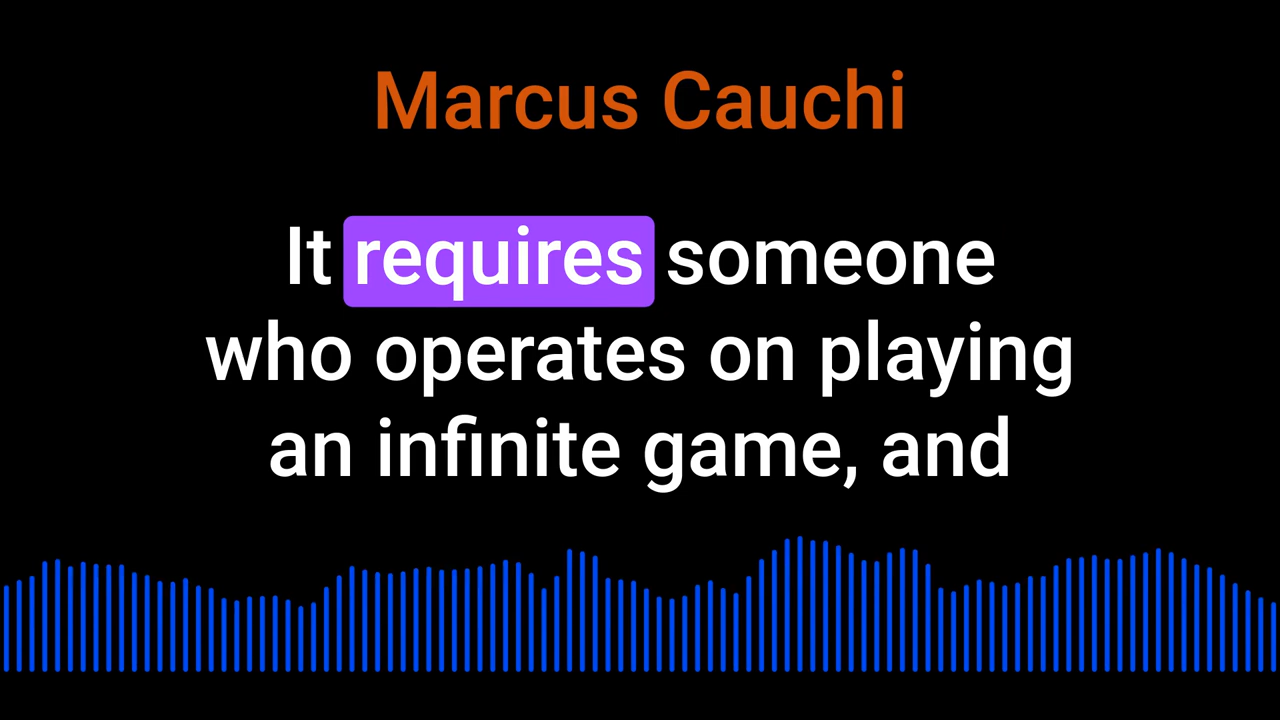 Marcus Cauchi
It requires someone
who operates on playing
an infinite game, and